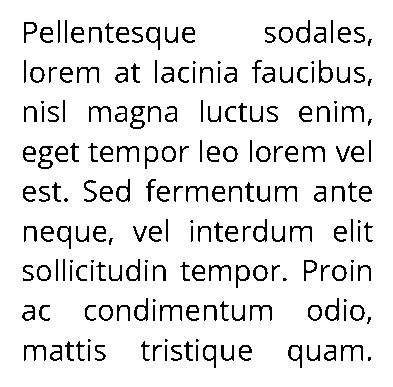 Pellentesque sodales,
lorem at lacinia faucibus,
nisl magna luctus enim,
eget tempor leo lorem vel
est. Sed fermentum ante
neque, vel interdum elit
sollicitudin tempor. Proin
ac condimentum odio,
mattis tristique quam.